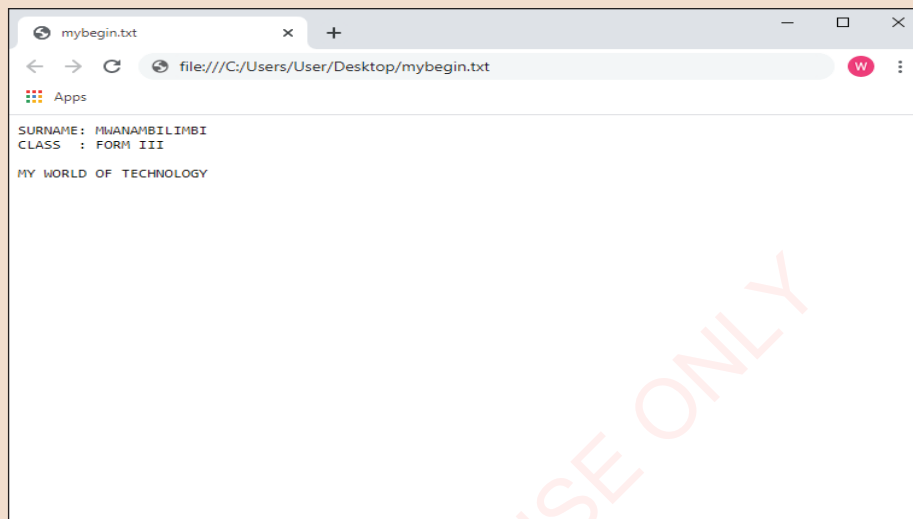 mybegin.txt
file:///C:/Users/User/Desktop/mybegin.txt
W
Apps
SURNAME: MWANAMBILIMBI
CLASS  : FORM III
MY WORLD OF TECHNOLOGY
SE ONLY